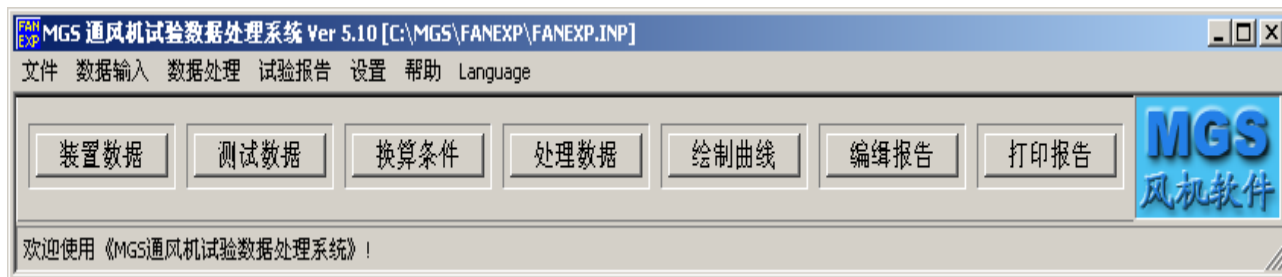 FAN EXP MGS 通风机试验数据处理系统 Ver 5.10 [C:\MGS\FANEXP\FANEXP.INP]
文件 数据输入 数据处理 试验报告 设置 帮助 Language
装置数据 测试数据 换算条件 处理数据 绘制曲线 编缉报告 打印报告
MGS
风机软件
欢迎使用《MGS通风机试验数据处理系统》!